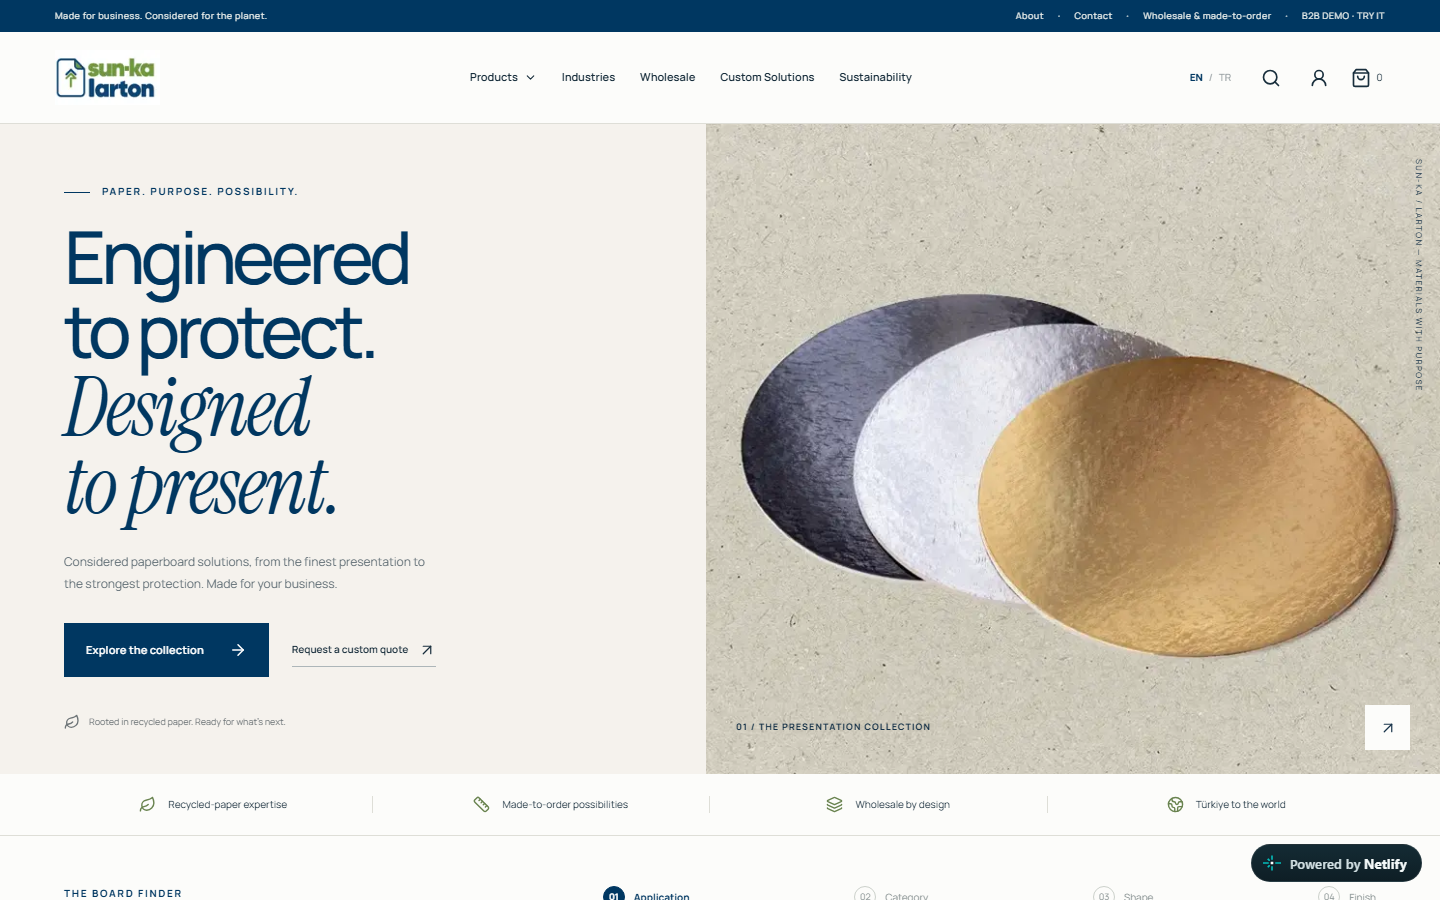 Made for business. Considered for the planet.
About · Contact · Wholesale & made-to-order · B2B DEMO · TRY IT
sun-ka
larton
Products Industries Wholesale Custom Solutions Sustainability
EN / TR
0
PAPER. PURPOSE. POSSIBILITY.
Engineered
to protect.
Designed
to present.
Considered paperboard solutions, from the finest presentation to
the strongest protection. Made for your business.
Explore the collection
Request a custom quote
Rooted in recycled paper. Ready for what's next.
SUN-KA / LARTON — MATERIALS WITH PURPOSE
01 / THE PRESENTATION COLLECTION
Recycled-paper expertise
Made-to-order possibilities
Wholesale by design
Türkiye to the world
Powered by Netlify
THE BOARD FINDER
01 Application
02 Category
03 Shape
04 Finish